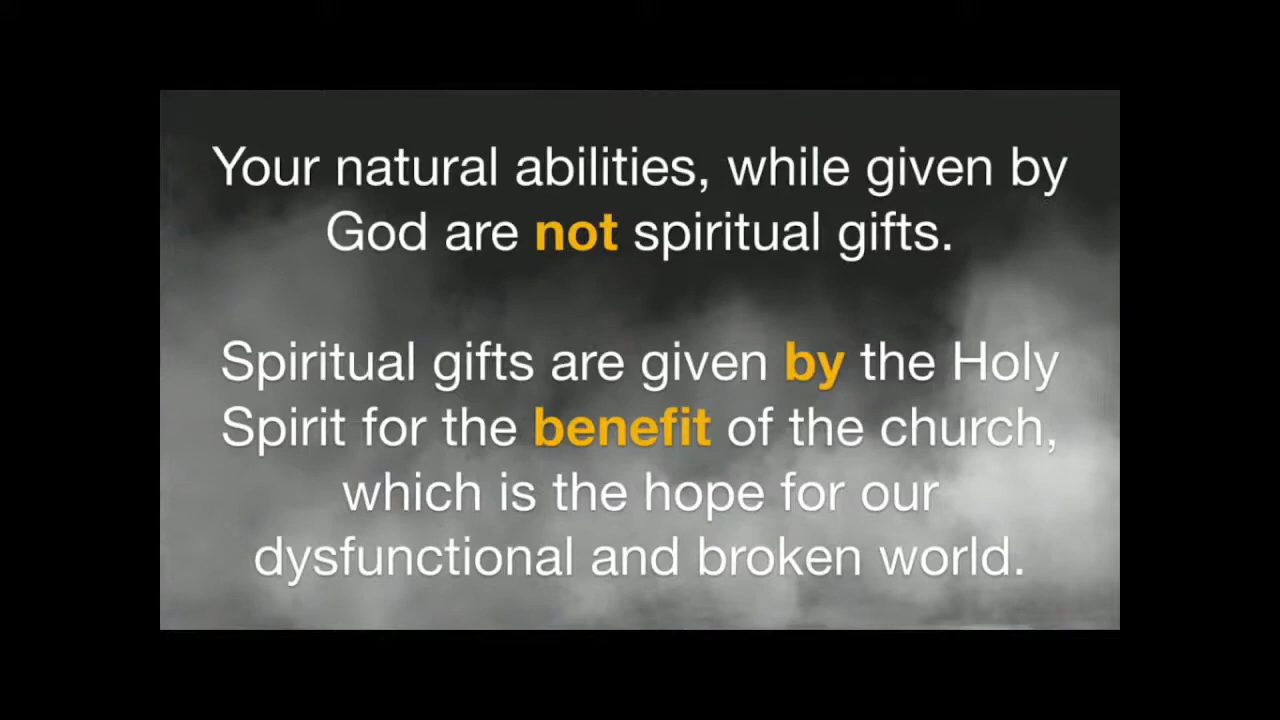 Your natural abilities, while given by
God are not spiritual gifts.
Spiritual gifts are given by the Holy
Spirit for the benefit of the church,
which is the hope for our
dysfunctional and broken world.